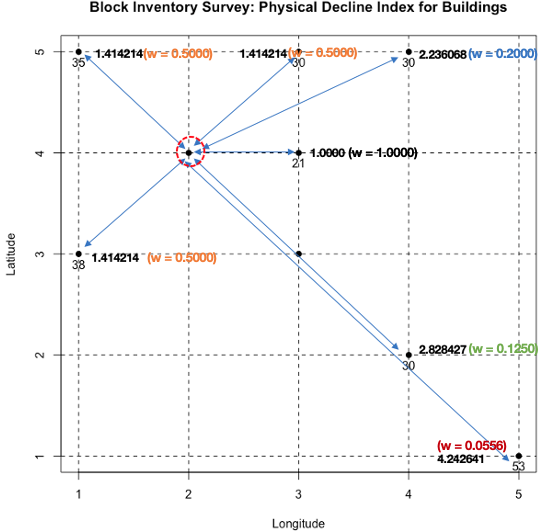 Block Inventory Survey: Physical Decline Index for Buildings
5
1.414214 (w = 0.5000)
1.414214 (w = 0.5000)
2.236068 (w = 0.2000)
35
30
30
4
1.0000 (w = 1.0000)
21
3
1.414214 (w = 0.5000)
38
2
2.828427 (w = 0.1250)
30
(w = 0.0556)
1
4.242641
53
1 2 3 4 5
Latitude
Longitude